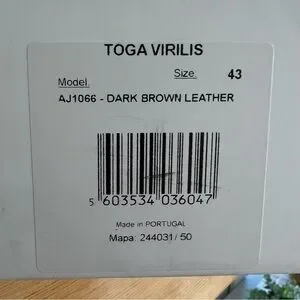 TOGA VIRILIS
Size. 43
Model.
AJ1066 - DARK BROWN LEATHER
5 603534 036047
Made in PORTUGAL
Mapa: 244031/ 50